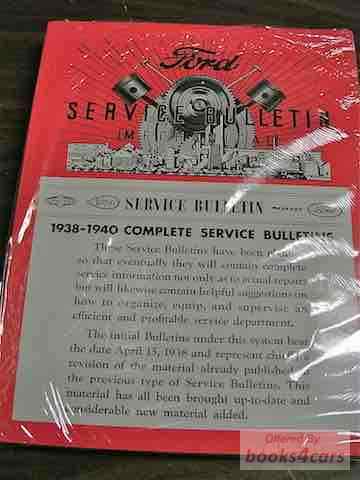 Ford
SERVICE BULLETIN
SERVICE BULLETIN
Ford
1938-1940 COMPLETE SERVICE BULLETINS
These Service Bulletins have been
so that eventually they will contain complete
service information not only as to actual repairs
but will likewise contain helpful suggestions on
how to organize, equip, and supervise an
efficient and profitable service department.
The initial Bulletins under this system bear
the date April 15, 1938 and represent
revision of the material already published in
the previous type of Service Bulletins. This
material has all been brought up-to-date and
considerable new material added.
Offered By
books4cars